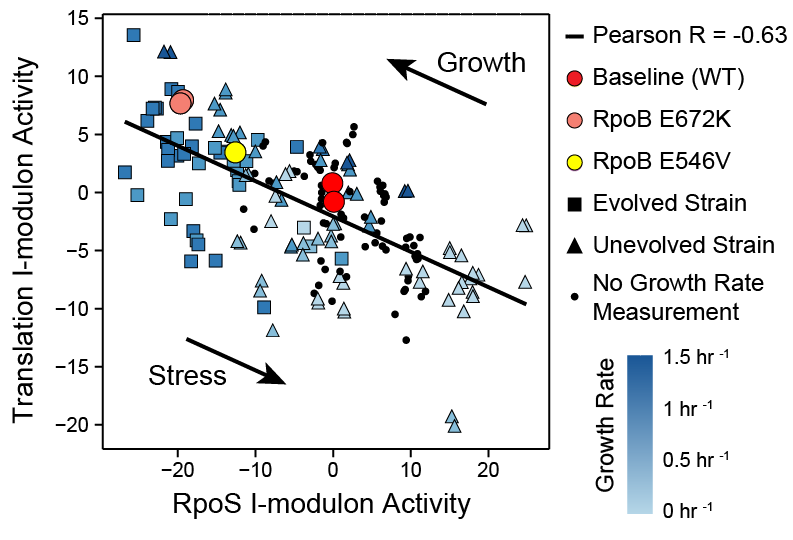 15
10
5
0
−5
−10
−15
−20
Translation I-modulon Activity
−20
−10
0
10
20
RpoS I-modulon Activity
Growth
Stress
Pearson R = -0.63
Baseline (WT)
RpoB E672K
RpoB E546V
Evolved Strain
Unevolved Strain
No Growth Rate
Measurement
Growth Rate
1.5 hr -1
1 hr -1
0.5 hr -1
0 hr -1